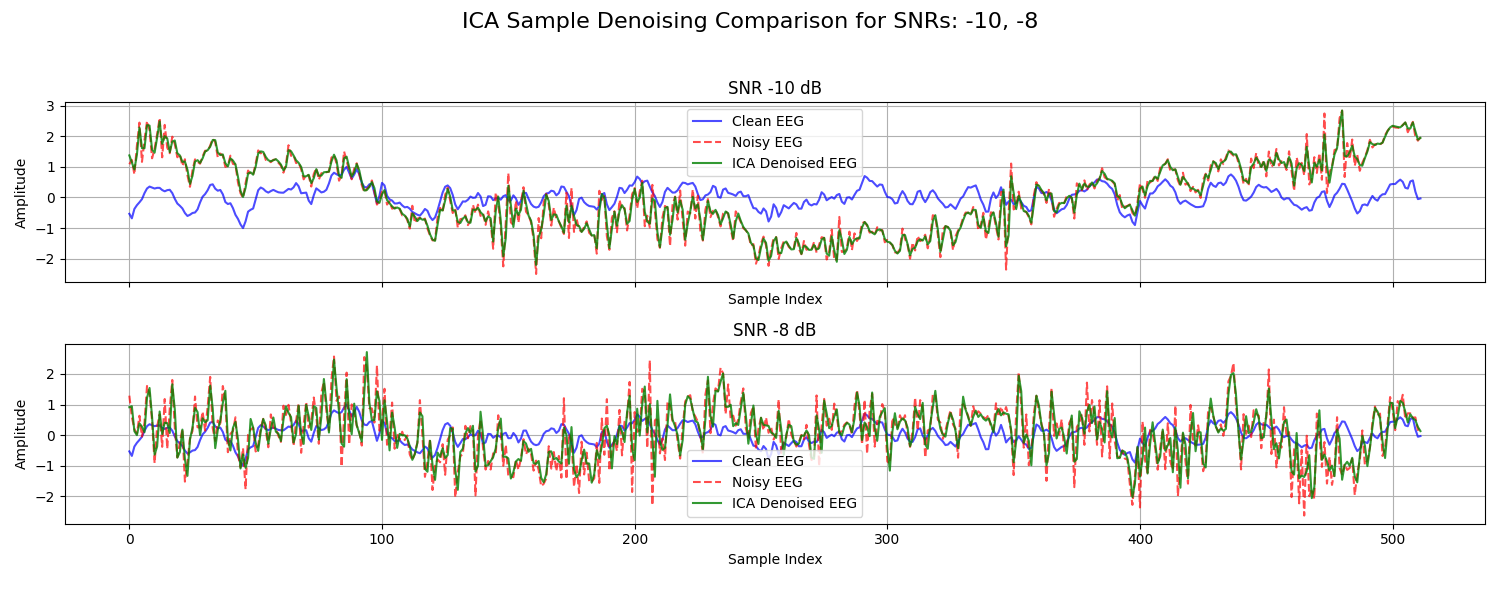 ICA Sample Denoising Comparison for SNRs: -10, -8
SNR -10 dB
3
2
1
0
−1
−2
Amplitude
Clean EEG
Noisy EEG
ICA Denoised EEG
Sample Index
SNR -8 dB
2
1
0
−1
−2
Amplitude
Clean EEG
Noisy EEG
ICA Denoised EEG
0 100 200 300 400 500
Sample Index